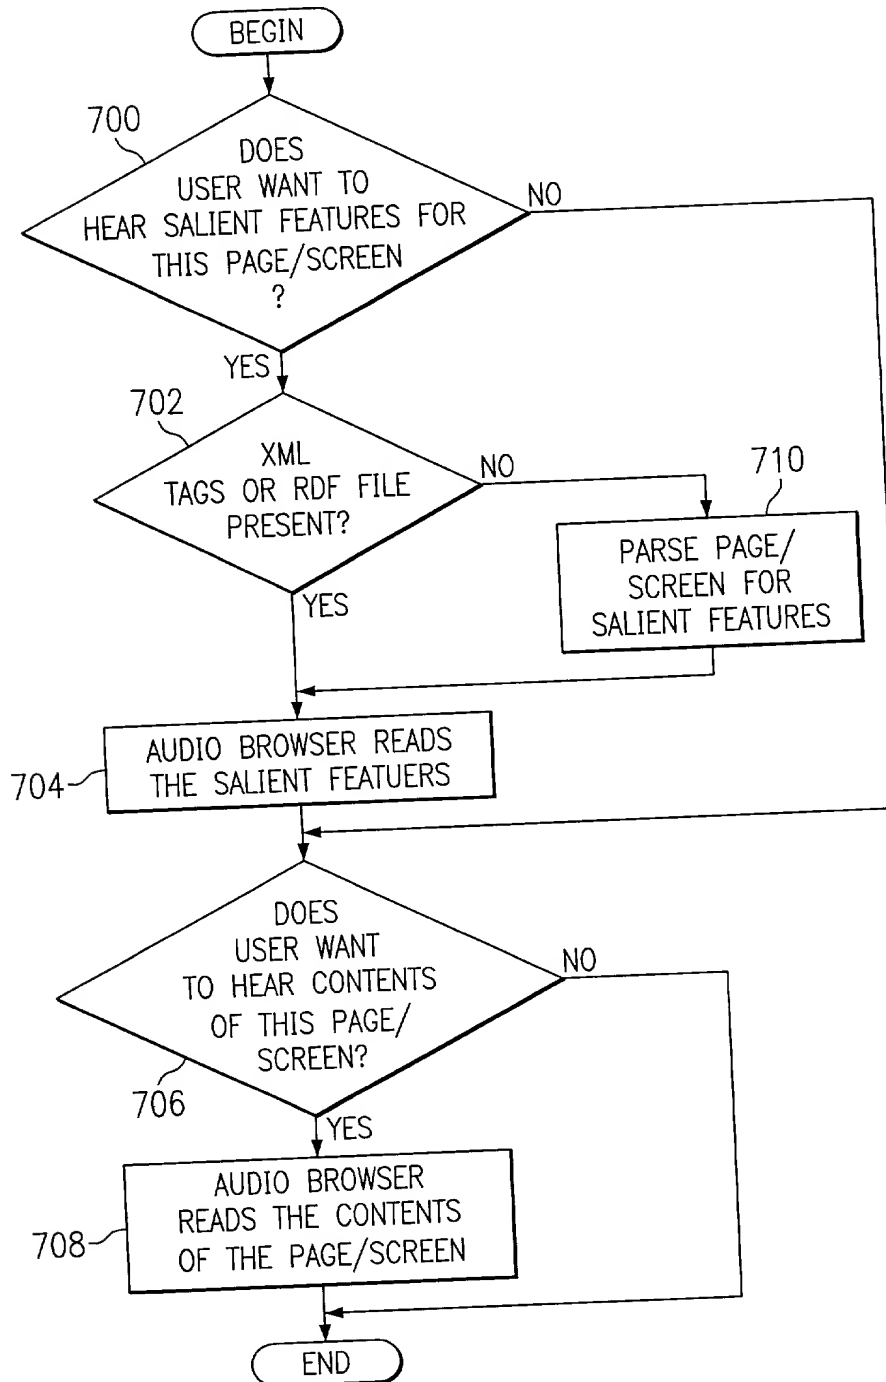 BEGIN
700
DOES
USER WANT TO
HEAR SALIENT FEATURES FOR
THIS PAGE/SCREEN
?
NO
YES
702
XML
TAGS OR RDF FILE
PRESENT?
NO
YES
710
PARSE PAGE/
SCREEN FOR
SALIENT FEATURES
704
AUDIO BROWSER READS
THE SALIENT FEATUERS
DOES
USER WANT
TO HEAR CONTENTS
OF THIS PAGE/
SCREEN?
NO
706
YES
708
AUDIO BROWSER
READS THE CONTENTS
OF THE PAGE/SCREEN
END